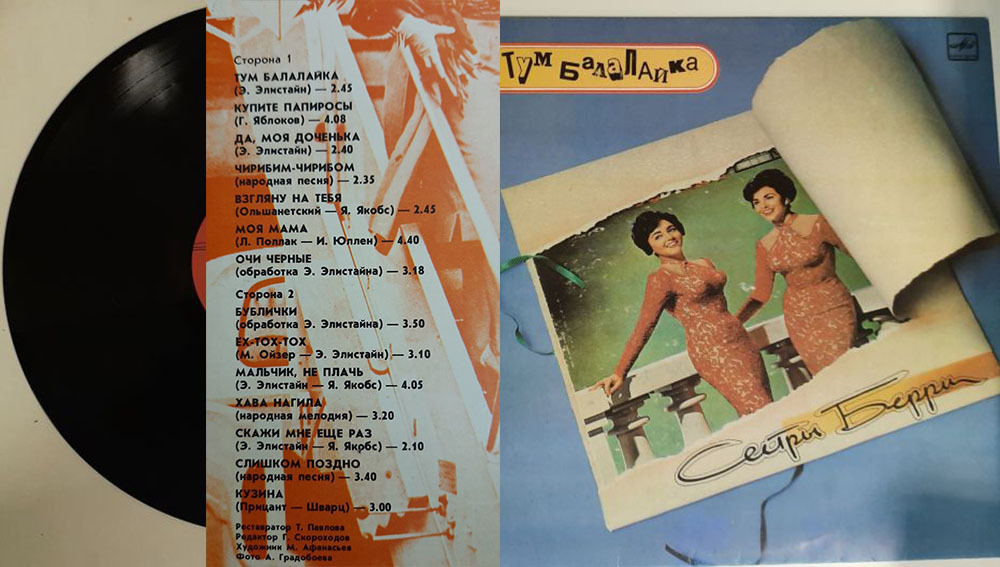 Сторона 1
ТУМ БАЛАЛАЙКА
(Э. Элистайн) — 2.45
КУПИТЕ ПАПИРОСЫ
(Г. Яблоков) — 4.08
ДА, МОЯ ДОЧЕНЬКА
(Э. Элистайн) — 2.40
ЧИРИБИМ-ЧИРИБОМ
(народная песня) — 2.35
ВЗГЛЯНУ НА ТЕБЯ
(Ольшанетский — Я. Якобс) — 2.45
МОЯ МАМА
(Л. Поллак — И. Юплен) — 4.40
ОЧИ ЧЕРНЫЕ
(обработка Э. Элистайна) — 3.18
Сторона 2
БУБЛИЧКИ
(обработка Э. Элистайна) — 3.50
ЕХ-ТОХ-ТОХ
(М. Ойзер — Э. Элистайн) — 3.10
МАЛЬЧИК, НЕ ПЛАЧЬ
(Э. Элистайн — Я. Якобс) — 4.05
ХАВА НАГИЛА
(народная мелодия) — 3.20
СКАЖИ МНЕ ЕЩЕ РАЗ
(Э. Элистайн — Я. Якобс) — 2.10
СЛИШКОМ ПОЗДНО
(народная песня) — 3.40
КУЗИНА
(Прицант — Шварц) — 3.00
Реставратор Т. Павлова
Редактор Г. Скороходов
Художник М. Афанасьев
Фото А. Градобоева
Тум Балалайка
Сестры Берри